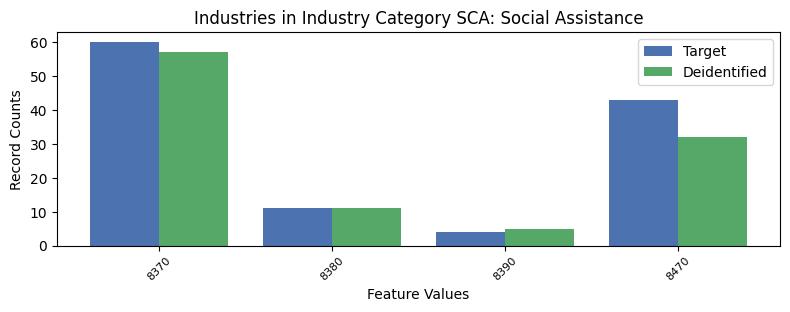 Industries in Industry Category SCA: Social Assistance
Target
Deidentified
Record Counts
60
50
40
30
20
10
0
8370
8380
8390
8470
Feature Values